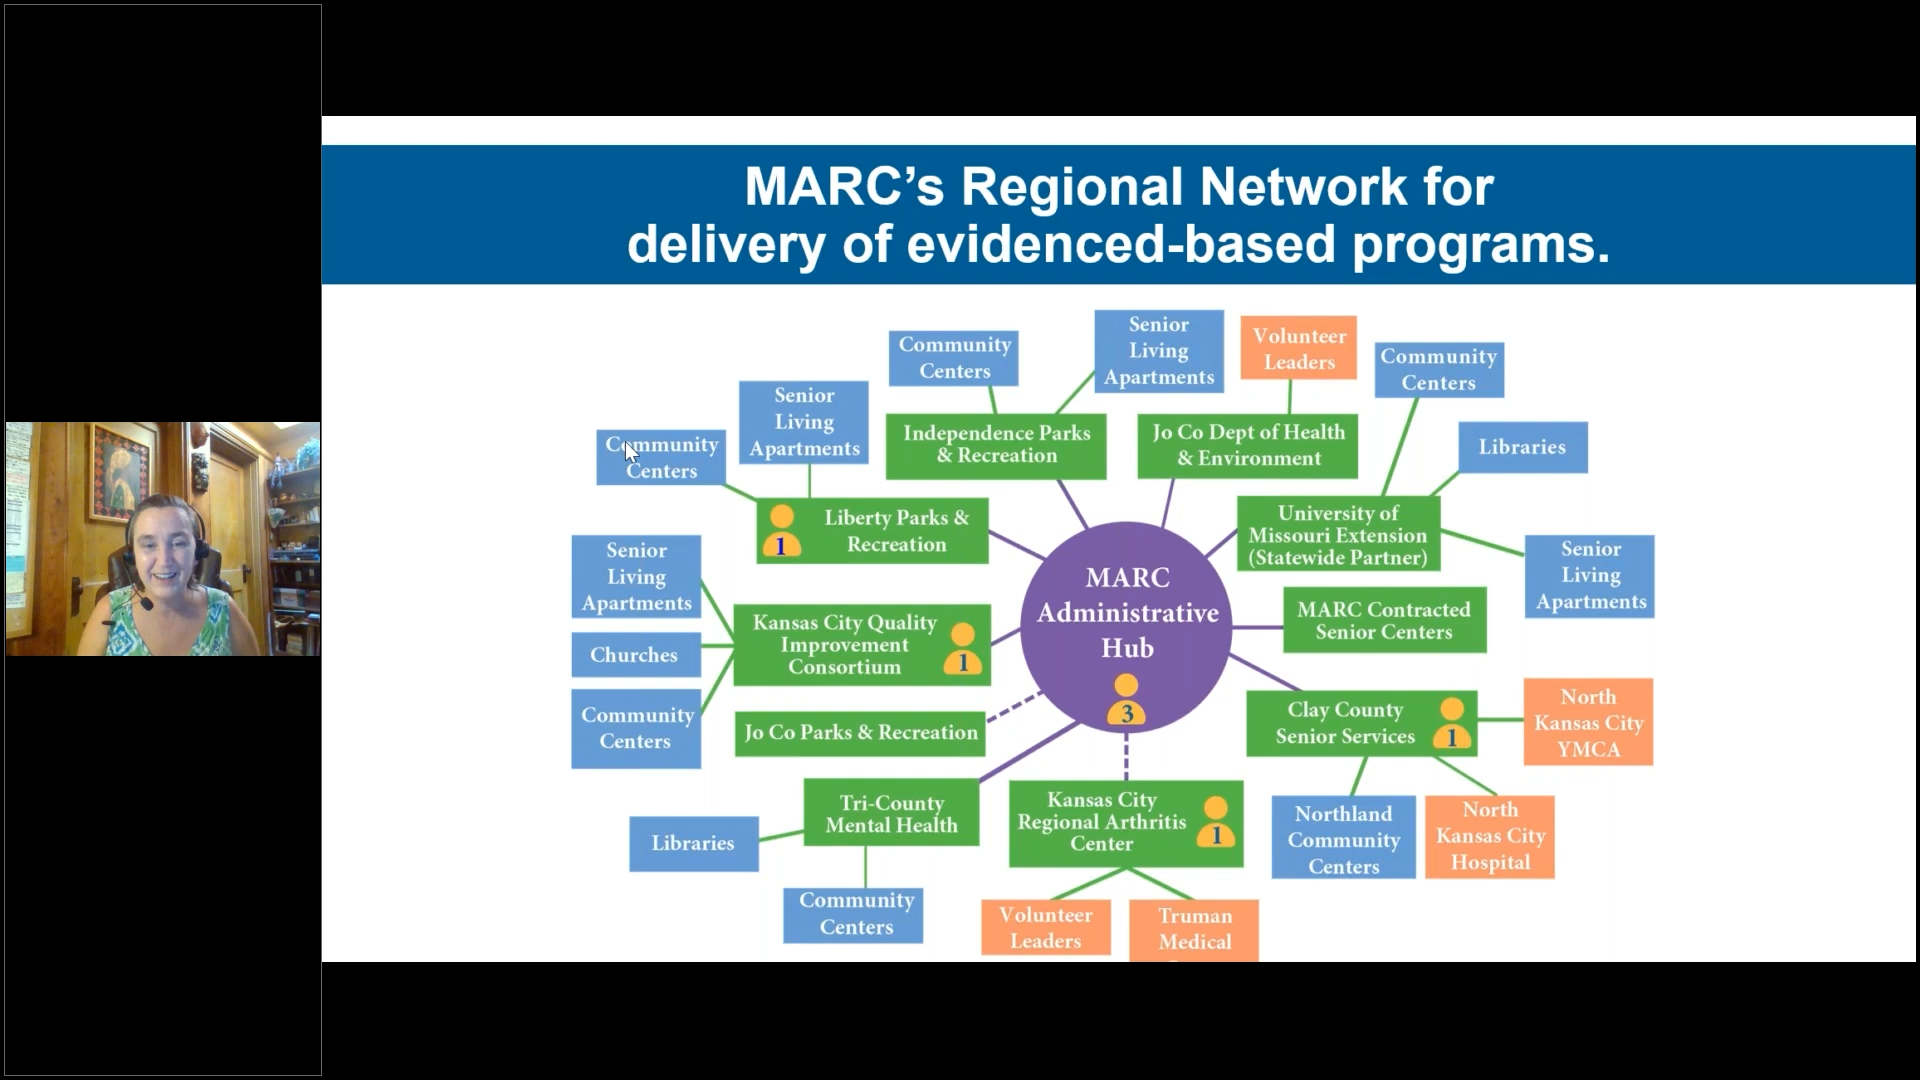 MARC’s Regional Network for
delivery of evidenced-based programs.
Senior
Living
Apartments
Volunteer
Leaders
Community
Centers
Community
Centers
Senior
Living
Apartments
Community
Centers
Independence Parks
& Recreation
Jo Co Dept of Health
& Environment
Libraries
Liberty Parks &
Recreation
1
University of
Missouri Extension
(Statewide Partner)
Senior
Living
Apartments
Senior
Living
Apartments
MARC
Administrative
Hub
3
MARC Contracted
Senior Centers
Kansas City Quality
Improvement
Consortium
1
Churches
Community
Centers
Jo Co Parks & Recreation
Clay County
Senior Services
1
North
Kansas City
YMCA
Tri-County
Mental Health
Kansas City
Regional Arthritis
Center
1
Northland
Community
Centers
North
Kansas City
Hospital
Libraries
Community
Centers
Volunteer
Leaders
Truman
Medical